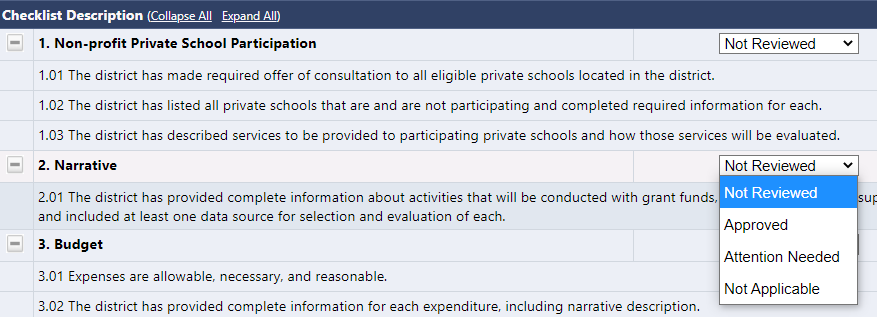 Checklist Description (Collapse All Expand All)
1. Non-profit Private School Participation Not Reviewed
1.01 The district has made required offer of consultation to all eligible private schools located in the district.
1.02 The district has listed all private schools that are and are not participating and completed required information for each.
1.03 The district has described services to be provided to participating private schools and how those services will be evaluated.
2. Narrative Not Reviewed
2.01 The district has provided complete information about activities that will be conducted with grant funds,
and included at least one data source for selection and evaluation of each.
3. Budget
3.01 Expenses are allowable, necessary, and reasonable.
3.02 The district has provided complete information for each expenditure, including narrative description.
Not Reviewed
Approved
Attention Needed
Not Applicable